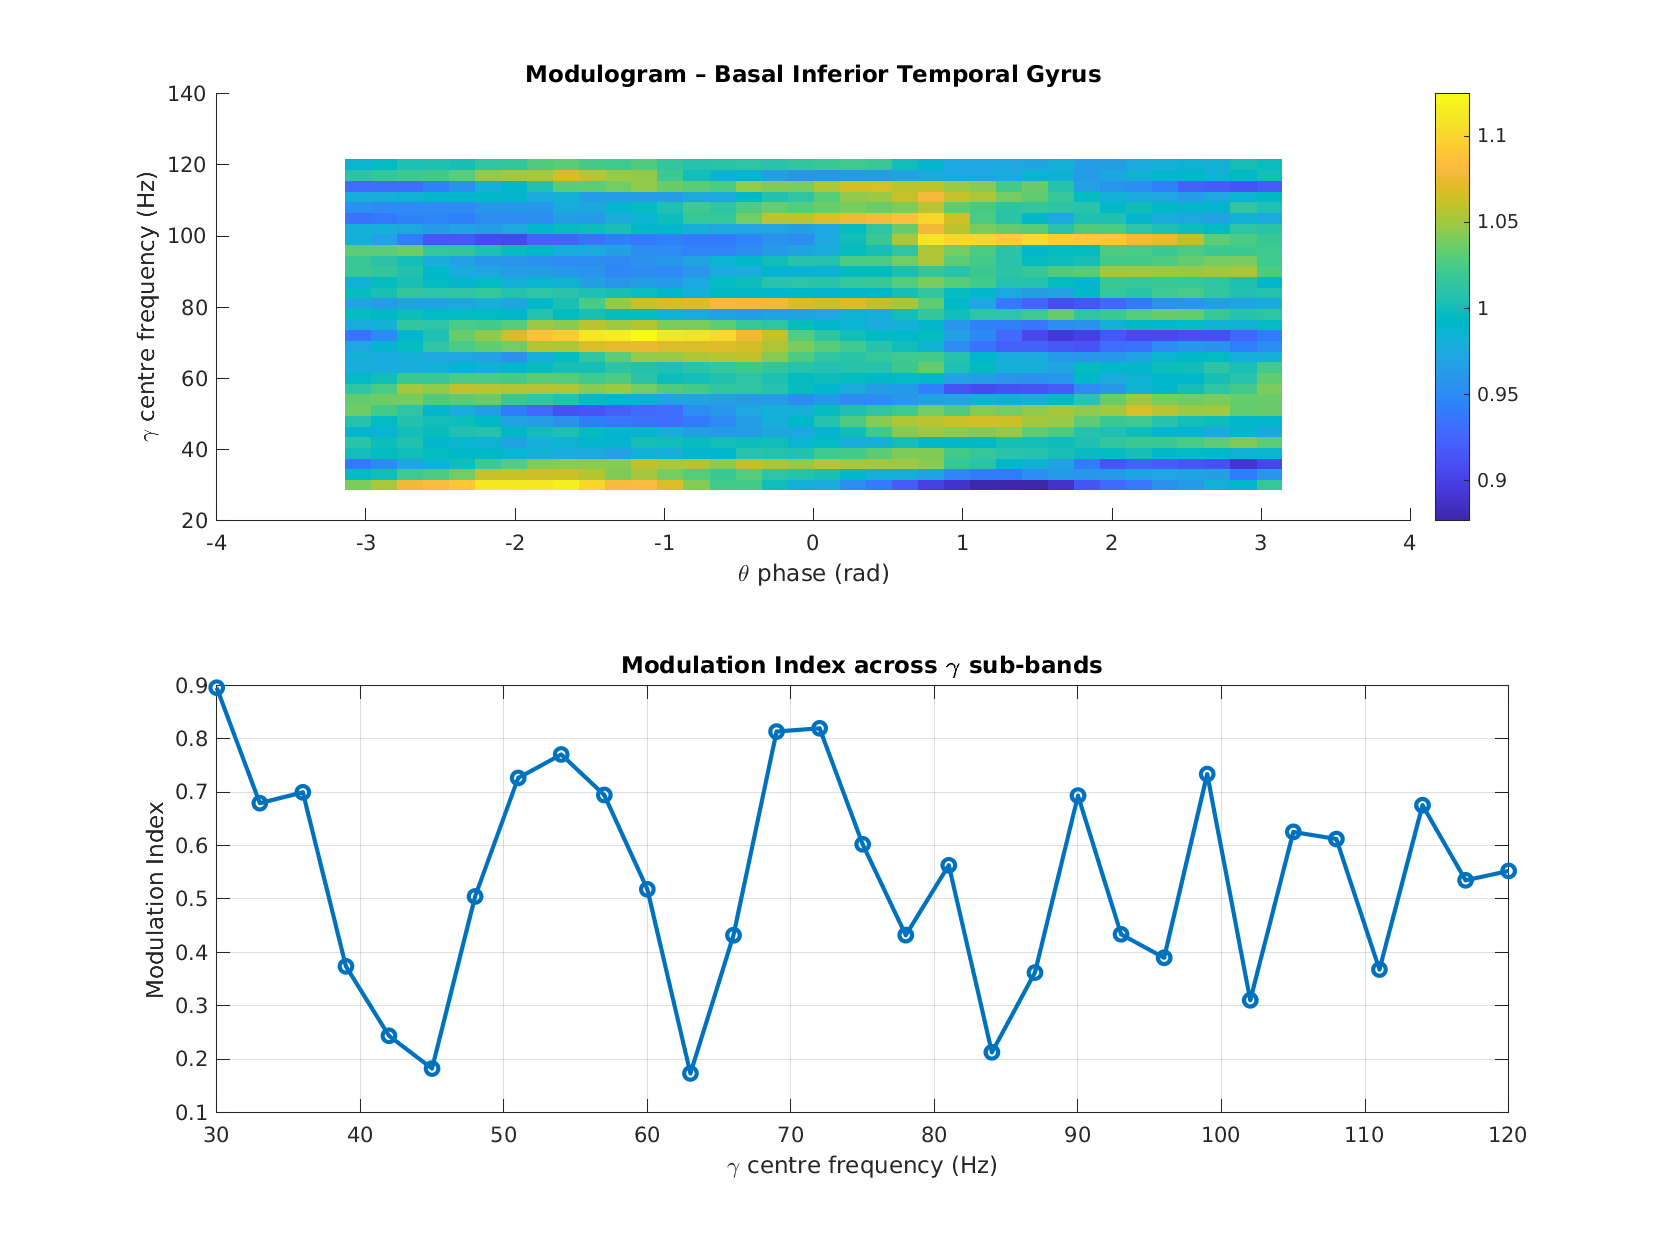 Modulogram – Basal Inferior Temporal Gyrus
140
120
100
80
60
40
20
γ centre frequency (Hz)
-4 -3 -2 -1 0 1 2 3 4
θ phase (rad)
1.1
1.05
1
0.95
0.9
Modulation Index across γ sub-bands
0.9
0.8
0.7
0.6
0.5
0.4
0.3
0.2
0.1
Modulation Index
30 40 50 60 70 80 90 100 110 120
γ centre frequency (Hz)